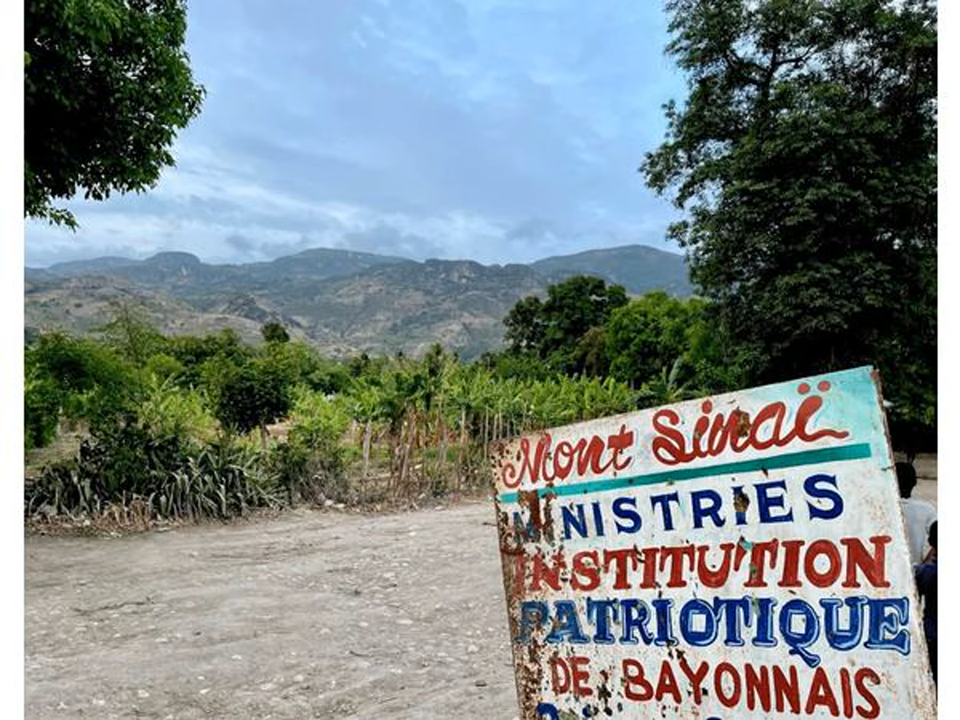 Mont Sinaï
MINISTRIES
INSTITUTION
PATRIOTIQUE
DE BAYONNAIS